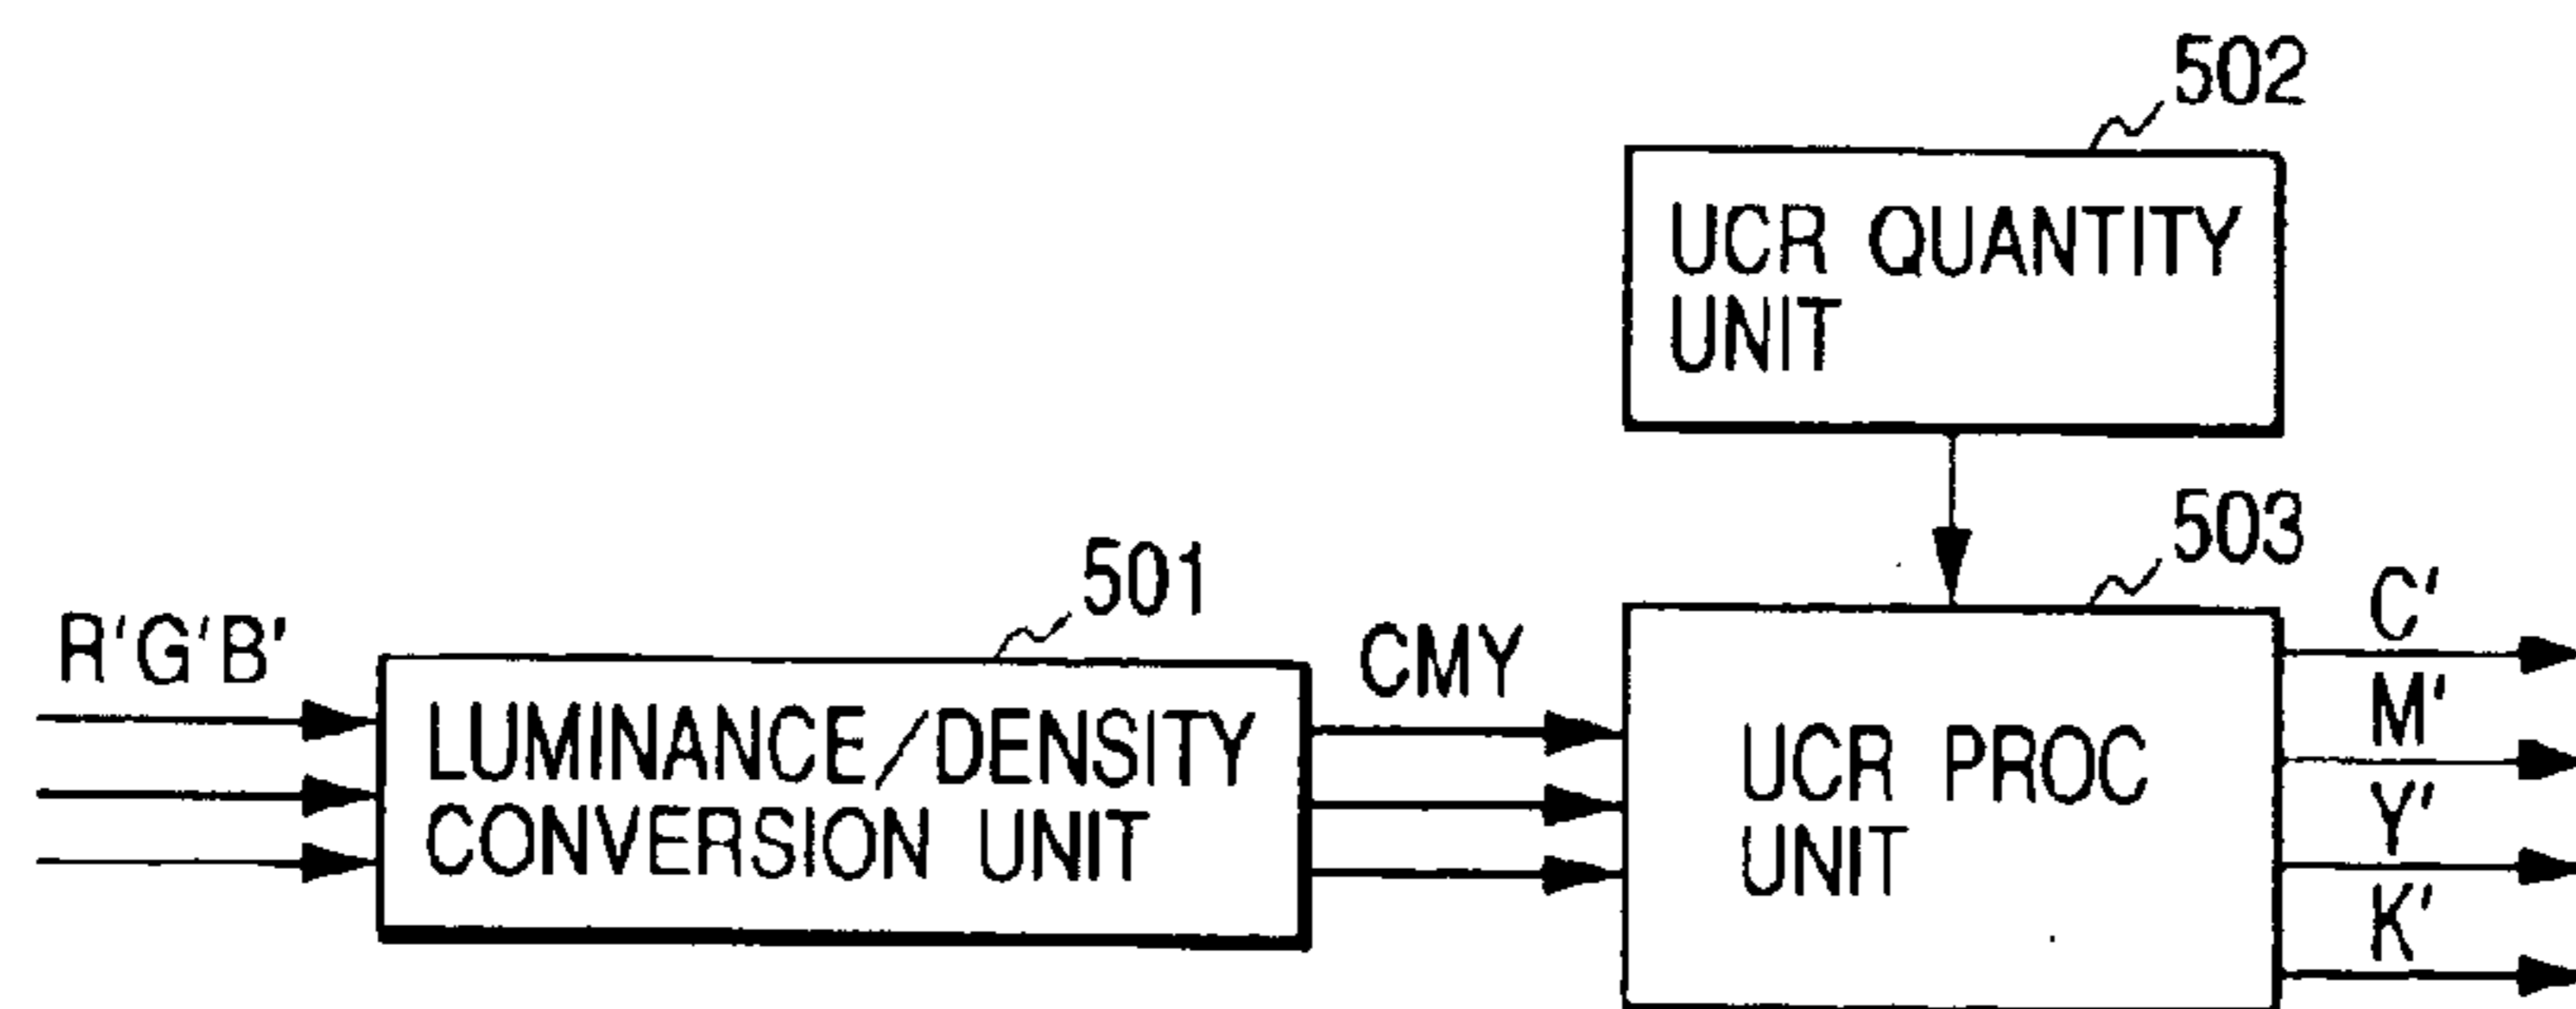 502
UCR QUANTITY
UNIT
503
501
R'G'B'
CMY
C'
LUMINANCE/DENSITY
CONVERSION UNIT
UCR PROC
UNIT
M'
Y'
K'